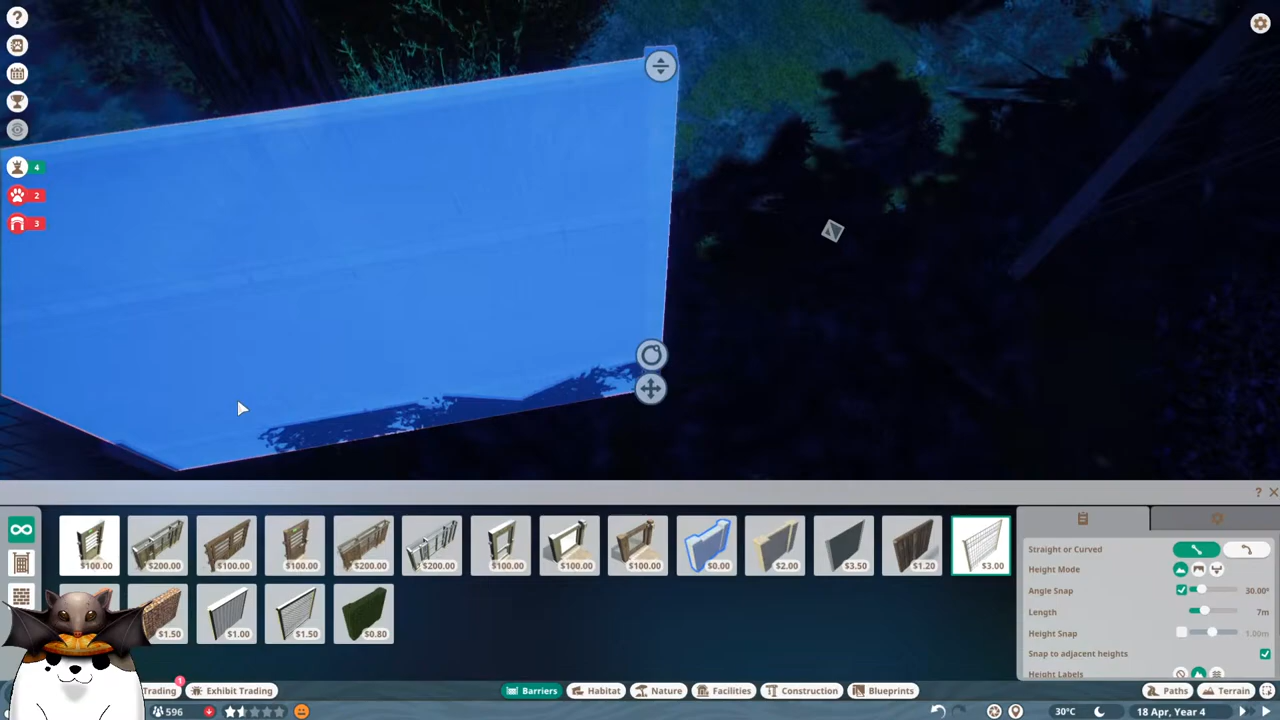 ?
4
2
3
?
$100.00 $200.00 $100.00 $100.00 $200.00 $200.00 $100.00 $100.00 $100.00 $0.00 $2.00 $3.50 $1.20 $3.00
$1.50 $1.00 $1.50 $0.80
Straight or Curved
Height Mode
Angle Snap 30.00°
Length 7m
Height Snap 1.00m
Snap to adjacent heights
Height Labels
Trading 1 Exhibit Trading Barriers Habitat Nature Facilities Construction Blueprints Paths Terrain
596 30°C 18 Apr, Year 4